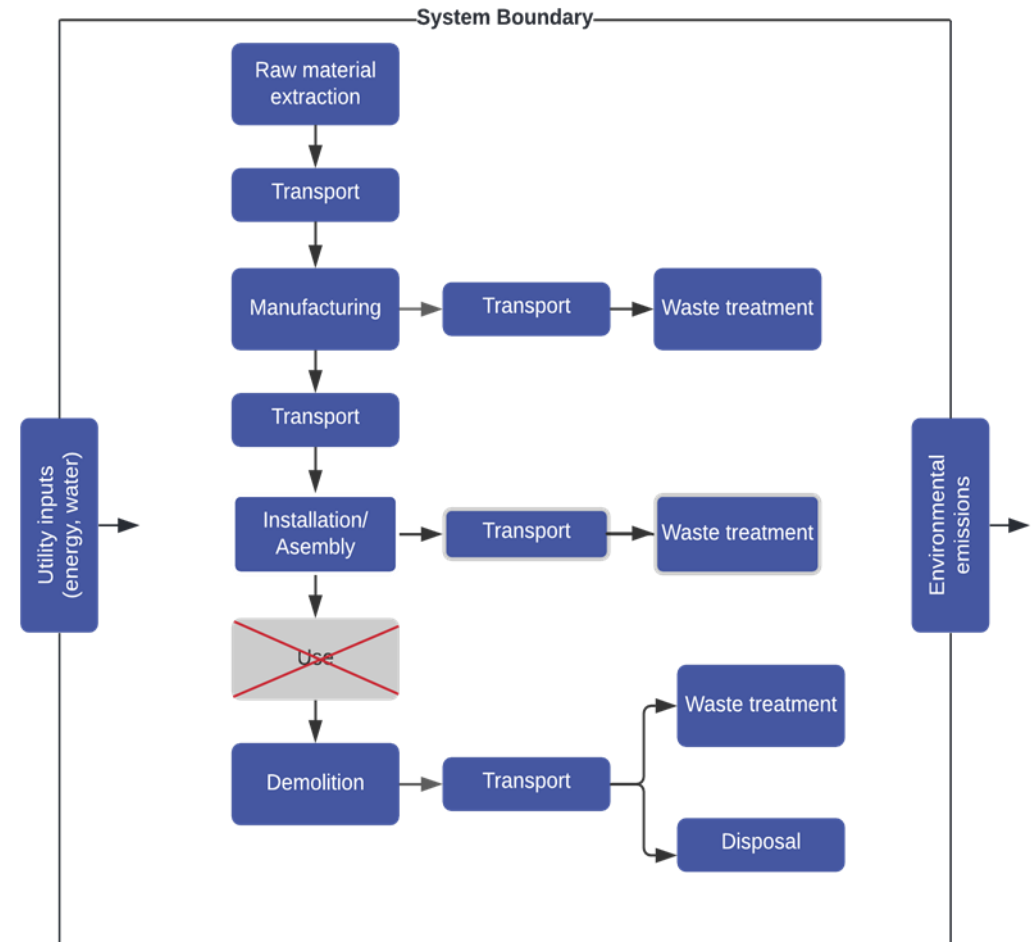 System Boundary
Raw material
extraction
Transport
Manufacturing
Transport
Waste treatment
Transport
Utility inputs
(energy, water)
Installation/
Asembly
Transport
Waste treatment
Environmental
emissions
Use
Waste treatment
Demolition
Transport
Disposal